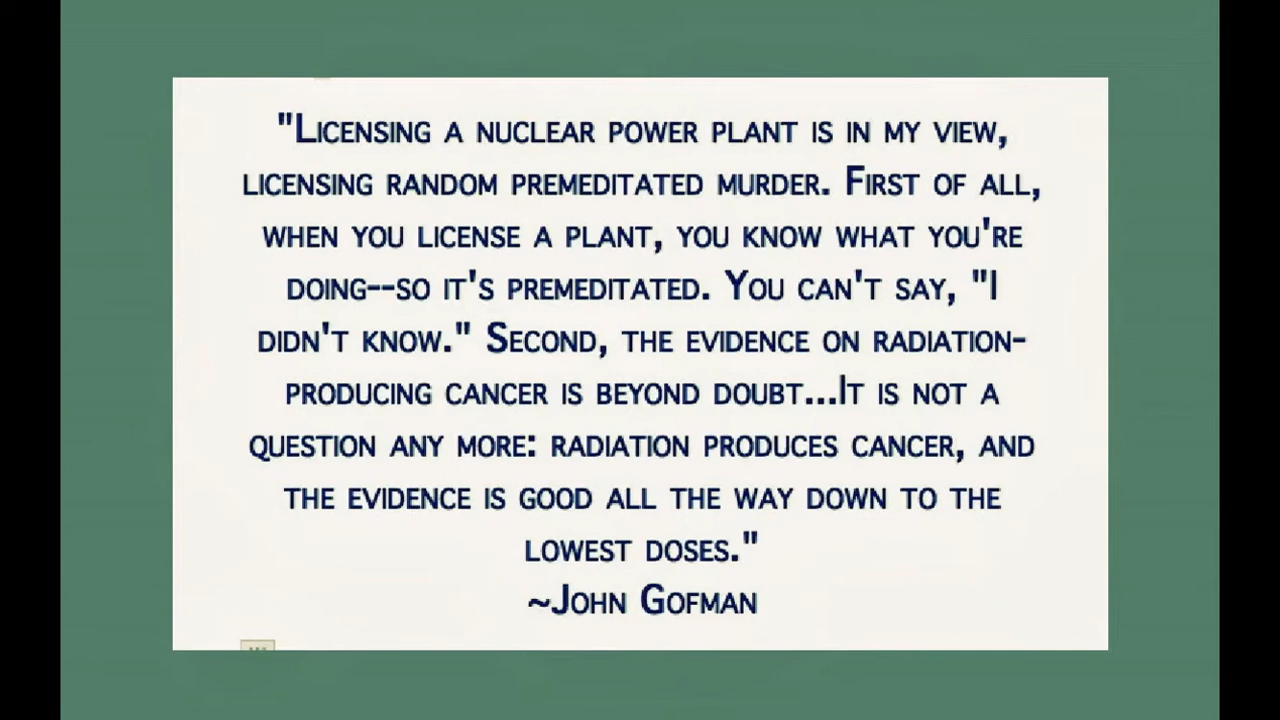 "Licensing a nuclear power plant is in my view,
licensing random premeditated murder. First of all,
when you license a plant, you know what you're
doing--so it's premeditated. You can't say, "I
didn't know." Second, the evidence on radiation-
producing cancer is beyond doubt...It is not a
question any more: radiation produces cancer, and
the evidence is good all the way down to the
lowest doses."
~John Gofman